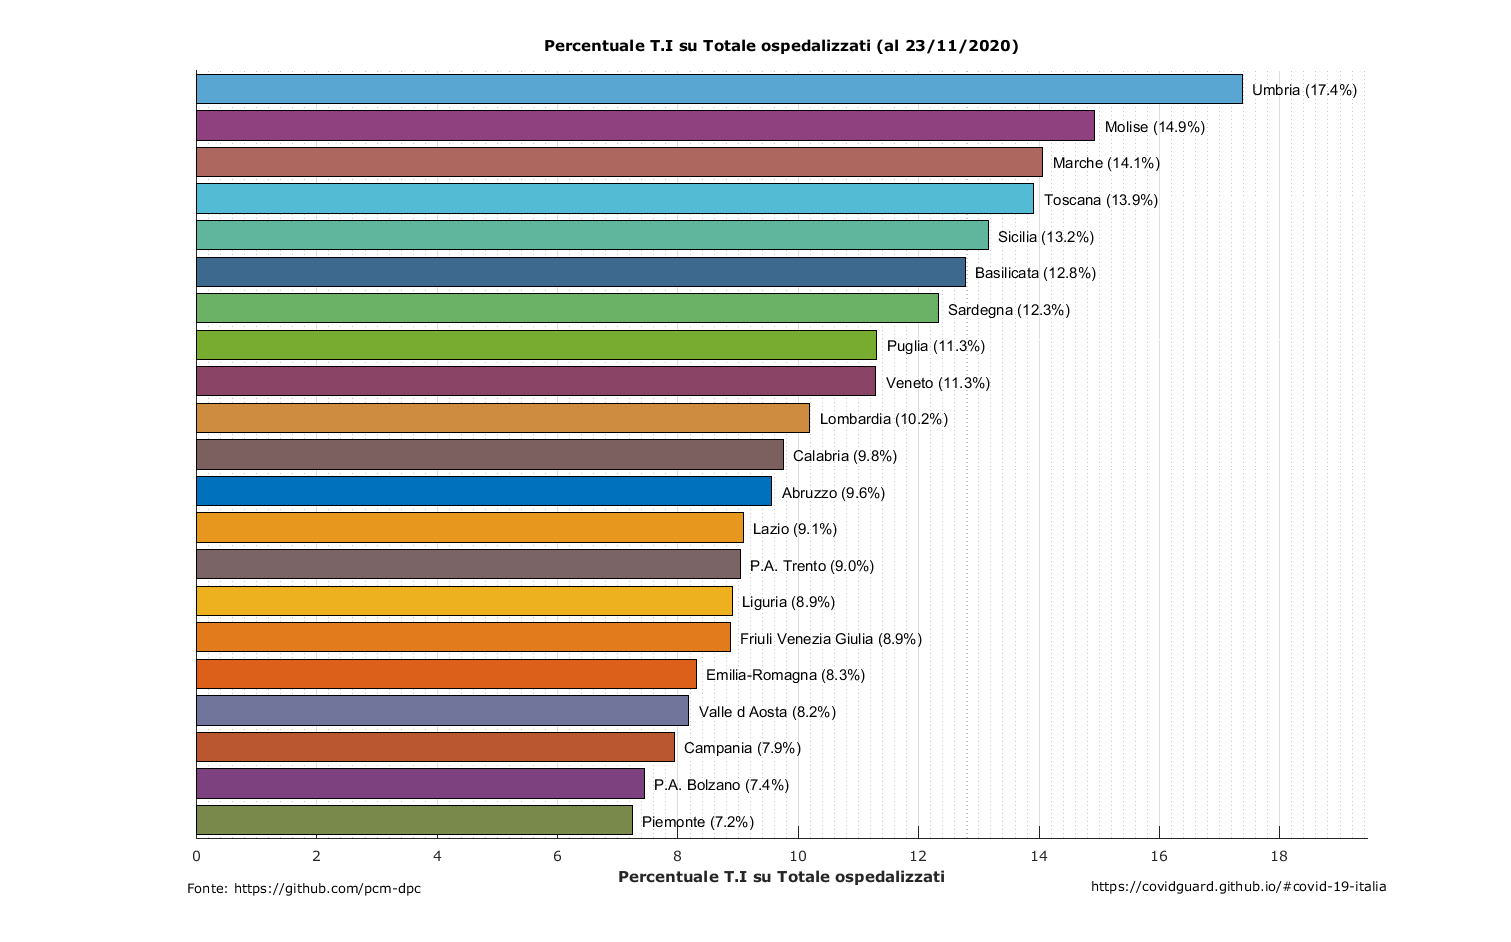 Percentuale T.I su Totale ospedalizzati (al 23/11/2020)
Umbria (17.4%)
Molise (14.9%)
Marche (14.1%)
Toscana (13.9%)
Sicilia (13.2%)
Basilicata (12.8%)
Sardegna (12.3%)
Puglia (11.3%)
Veneto (11.3%)
Lombardia (10.2%)
Calabria (9.8%)
Abruzzo (9.6%)
Lazio (9.1%)
P.A. Trento (9.0%)
Liguria (8.9%)
Friuli Venezia Giulia (8.9%)
Emilia-Romagna (8.3%)
Valle d Aosta (8.2%)
Campania (7.9%)
P.A. Bolzano (7.4%)
Piemonte (7.2%)
0 2 4 6 8 10 12 14 16 18
Percentuale T.I su Totale ospedalizzati
Fonte: https://github.com/pcm-dpc
https://covidguard.github.io/#covid-19-italia